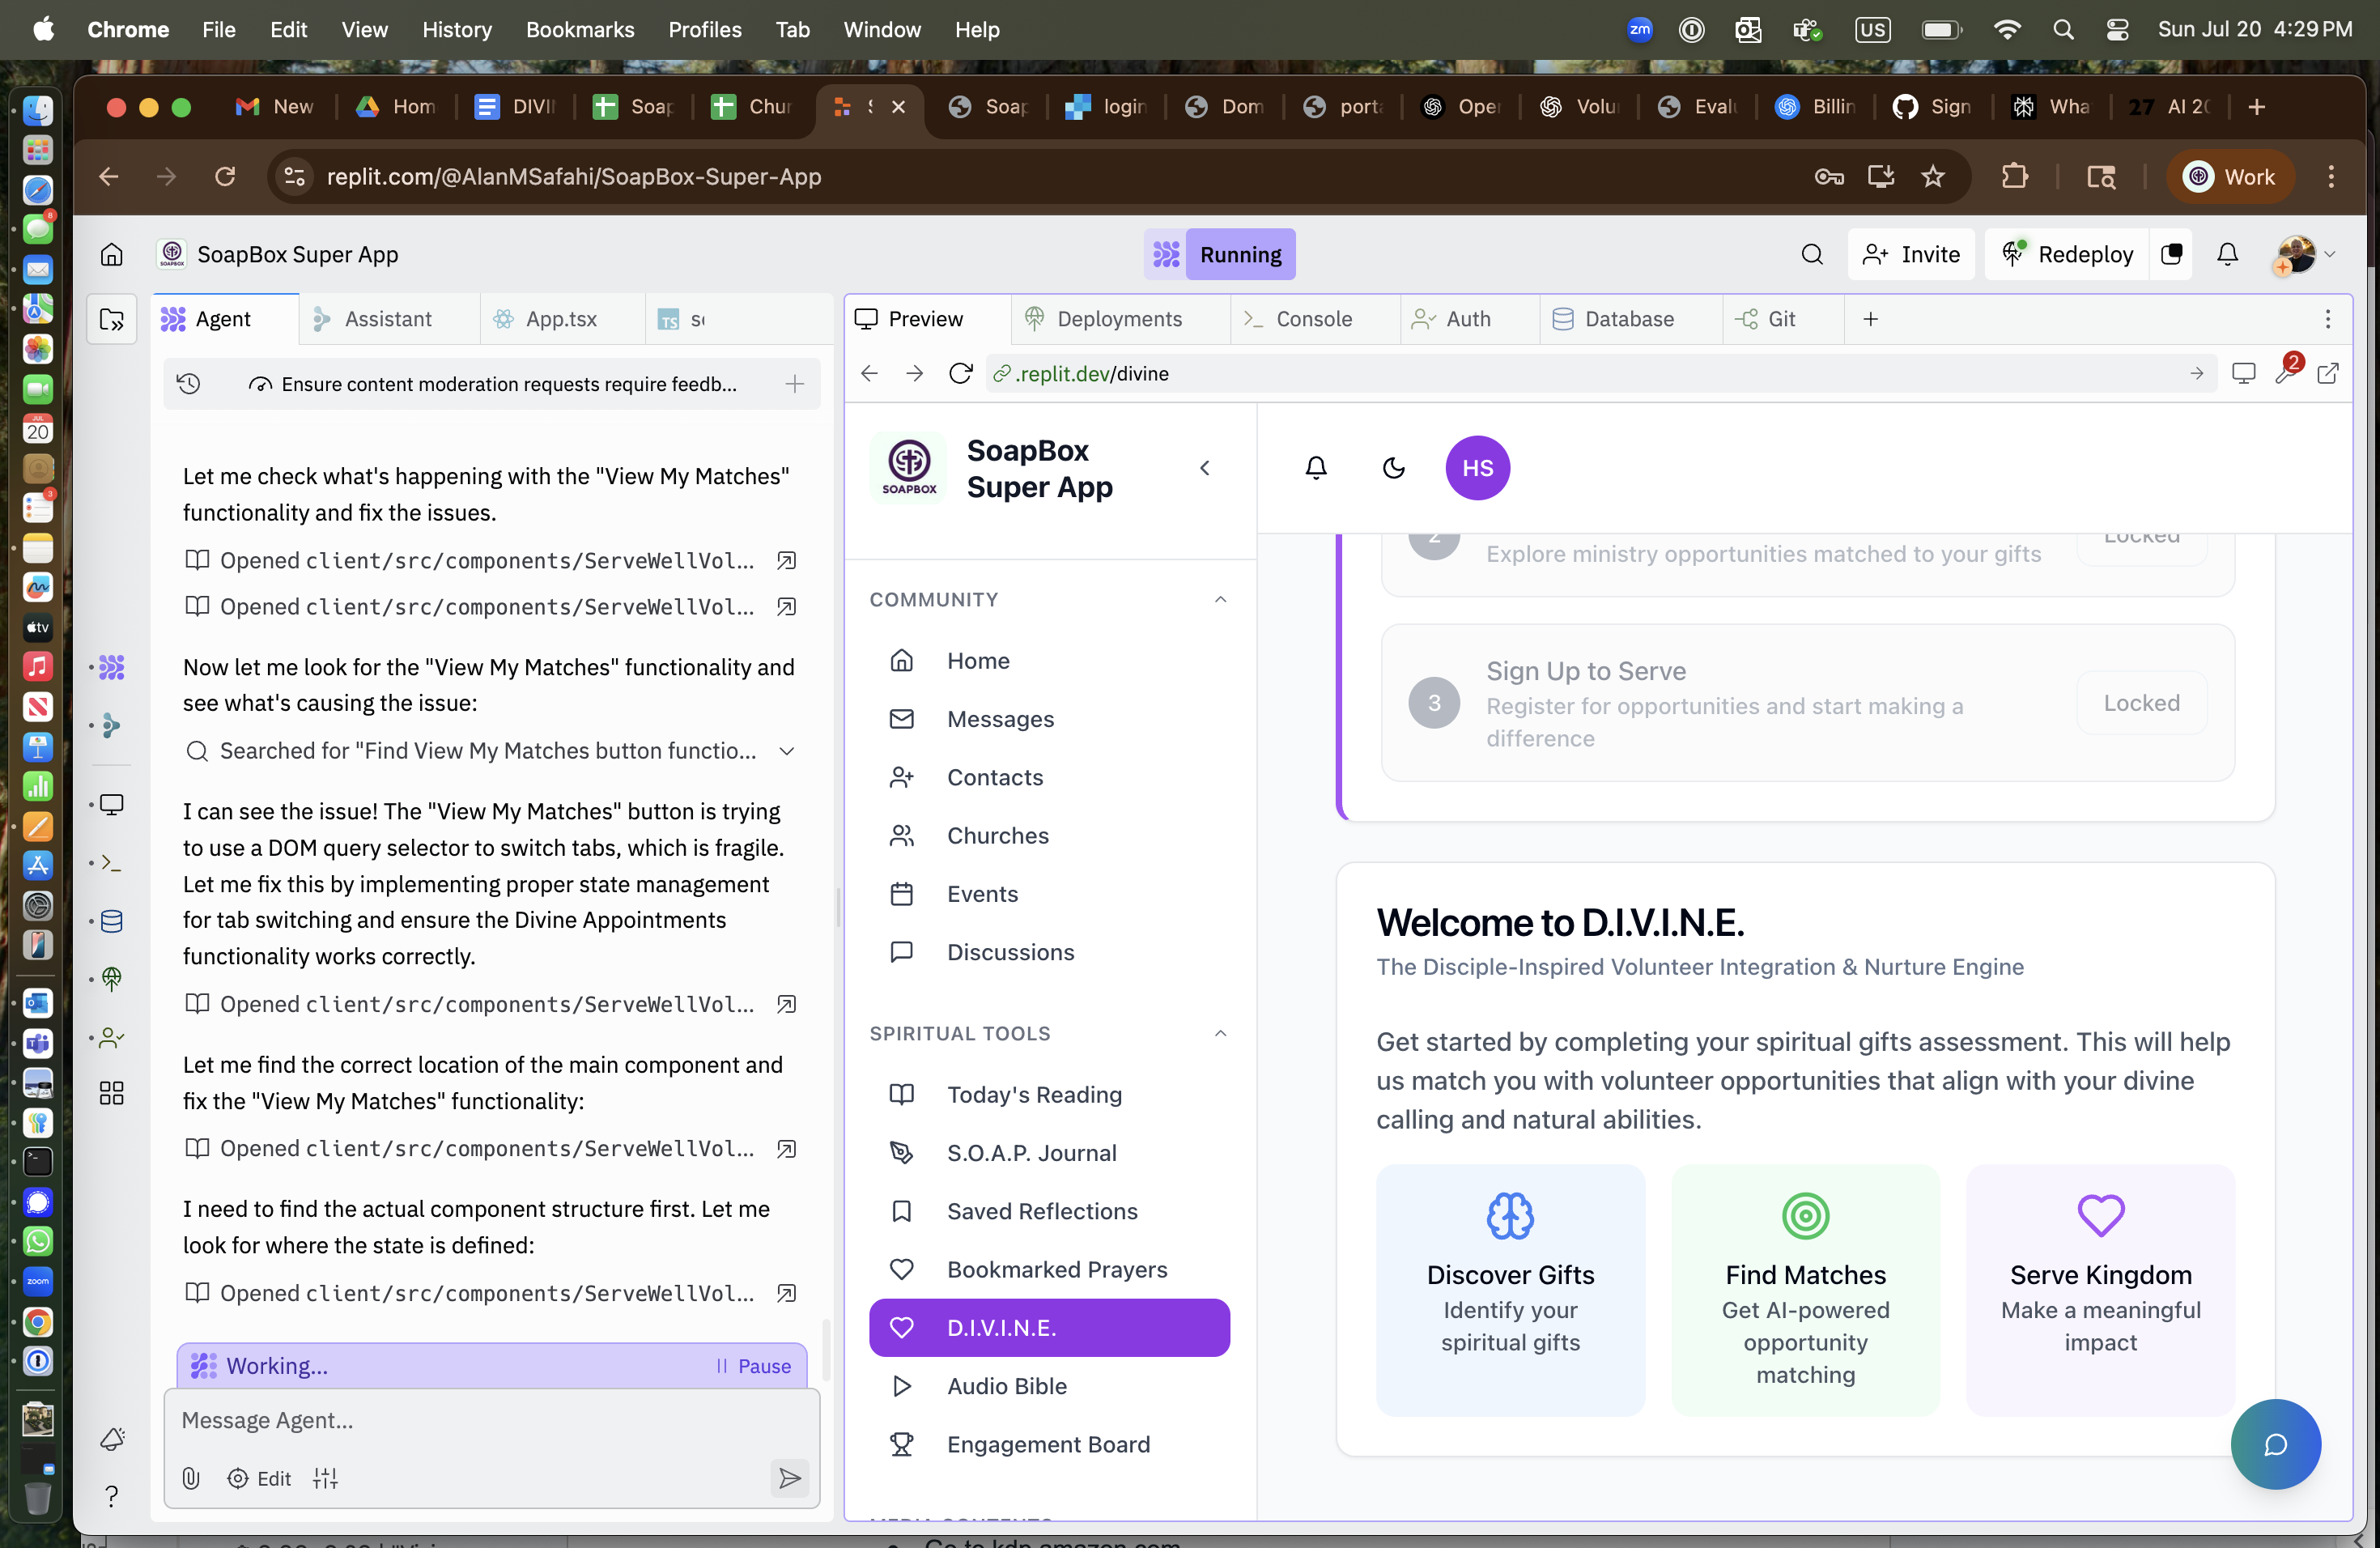 Chrome File Edit View History Bookmarks Profiles Tab Window Help
zm US Sun Jul 20 4:29 PM
New Hom DIVI Soap Chur Soap login Dom porta Oper Volu Evalu Billin Sign Wha 27 AI 20
replit.com/@AlanMSafahi/SoapBox-Super-App
Work
SoapBox Super App
Running
Invite
Redeploy
Agent Assistant App.tsx TS
Preview Deployments Console Auth Database Git
Ensure content moderation requests require feedb...
.replit.dev/divine
2
Let me check what's happening with the "View My Matches"
functionality and fix the issues.
Opened client/src/components/ServeWellVol...
Opened client/src/components/ServeWellVol...
Now let me look for the "View My Matches" functionality and
see what's causing the issue:
Searched for "Find View My Matches button functio...
I can see the issue! The "View My Matches" button is trying
to use a DOM query selector to switch tabs, which is fragile.
Let me fix this by implementing proper state management
for tab switching and ensure the Divine Appointments
functionality works correctly.
Opened client/src/components/ServeWellVol...
Let me find the correct location of the main component and
fix the "View My Matches" functionality:
Opened client/src/components/ServeWellVol...
I need to find the actual component structure first. Let me
look for where the state is defined:
Opened client/src/components/ServeWellVol...
Working...
Pause
Message Agent...
Edit
SOAPBOX
SoapBox
Super App
HS
COMMUNITY
Home
Messages
Contacts
Churches
Events
Discussions
SPIRITUAL TOOLS
Today's Reading
S.O.A.P. Journal
Saved Reflections
Bookmarked Prayers
D.I.V.I.N.E.
Audio Bible
Engagement Board
2
Explore ministry opportunities matched to your gifts
Locked
3
Sign Up to Serve
Register for opportunities and start making a
difference
Locked
Welcome to D.I.V.I.N.E.
The Disciple-Inspired Volunteer Integration & Nurture Engine
Get started by completing your spiritual gifts assessment. This will help
us match you with volunteer opportunities that align with your divine
calling and natural abilities.
Discover Gifts
Identify your
spiritual gifts
Find Matches
Get AI-powered
opportunity
matching
Serve Kingdom
Make a meaningful
impact
JUL
20
8
3
tv
zoom